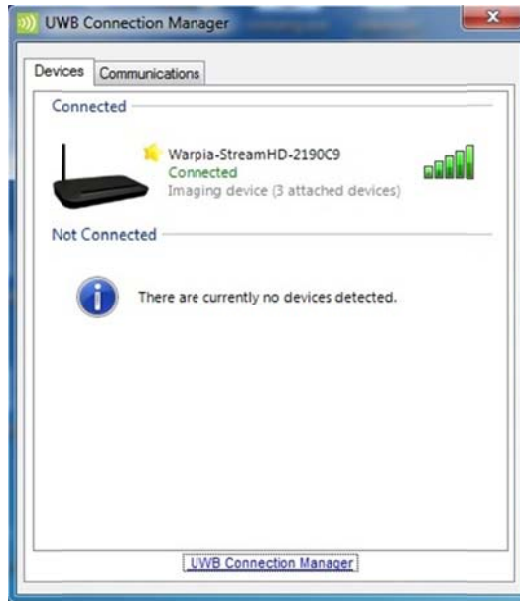 UWB Connection Manager
Devices
Communications
Connected
Warpia-StreamHD-2190C9
Connected
Imaging device (3 attached devices)
Not Connected
There are currently no devices detected.
UWB Connection Manager